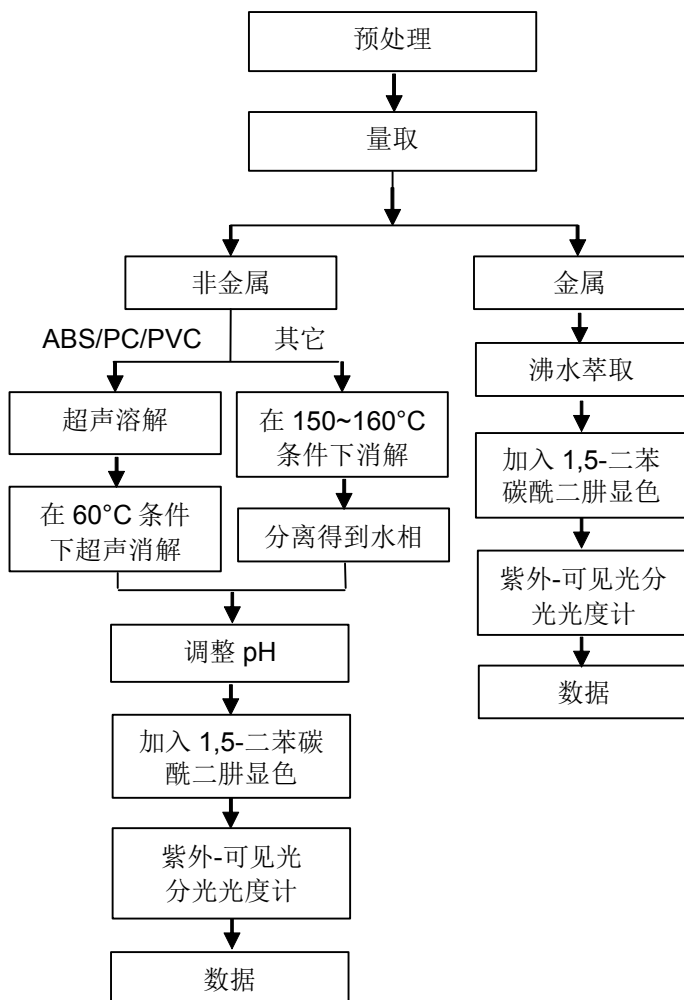 预处理
量取
非金属
金属
ABS/PC/PVC
其它
沸水萃取
超声溶解
在 150~160°C
条件下消解
加入 1,5-二苯
碳酰二肼显色
在 60°C 条件
下超声消解
分离得到水相
紫外-可见光分
光光度计
调整 pH
数据
加入 1,5-二苯碳
酰二肼显色
紫外-可见光
分光光度计
数据